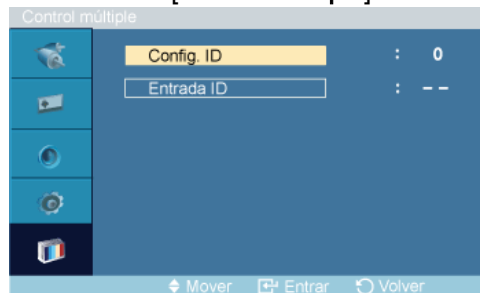 Control múltiple
Config. ID : 0
Entrada ID : – –
Mover Entrar Volver